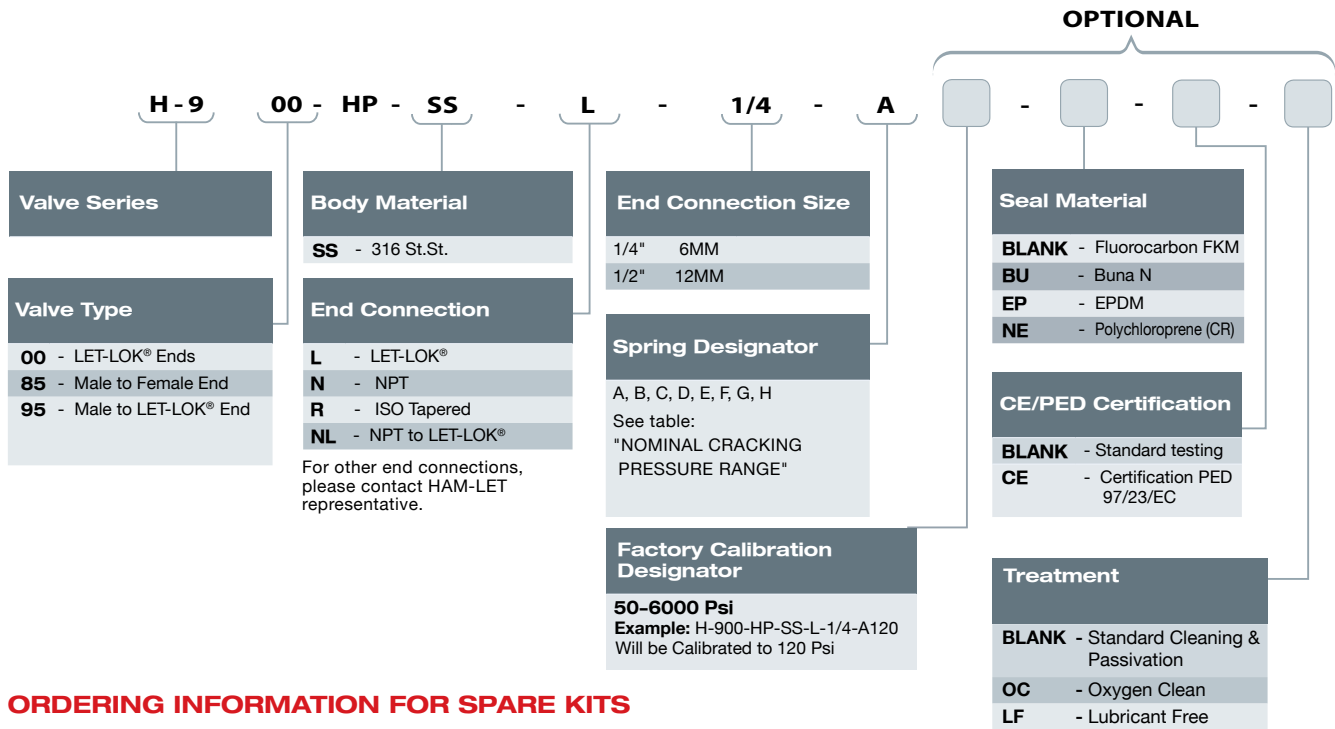 OPTIONAL
H - 9 00 - HP - SS - L - 1/4 - A - - -
Valve Series
Valve Type
00 - LET-LOK® Ends
85 - Male to Female End
95 - Male to LET-LOK® End
Body Material
SS - 316 St.St.
End Connection
L - LET-LOK®
N - NPT
R - ISO Tapered
NL - NPT to LET-LOK®
For other end connections,
please contact HAM-LET
representative.
End Connection Size
1/4" 6MM
1/2" 12MM
Spring Designator
A, B, C, D, E, F, G, H
See table:
"NOMINAL CRACKING
PRESSURE RANGE"
Factory Calibration
Designator
50-6000 Psi
Example: H-900-HP-SS-L-1/4-A120
Will be Calibrated to 120 Psi
Seal Material
BLANK - Fluorocarbon FKM
BU - Buna N
EP - EPDM
NE - Polychloroprene (CR)
CE/PED Certification
BLANK - Standard testing
CE - Certification PED
97/23/EC
Treatment
BLANK - Standard Cleaning &
Passivation
OC - Oxygen Clean
LF - Lubricant Free
ORDERING INFORMATION FOR SPARE KITS